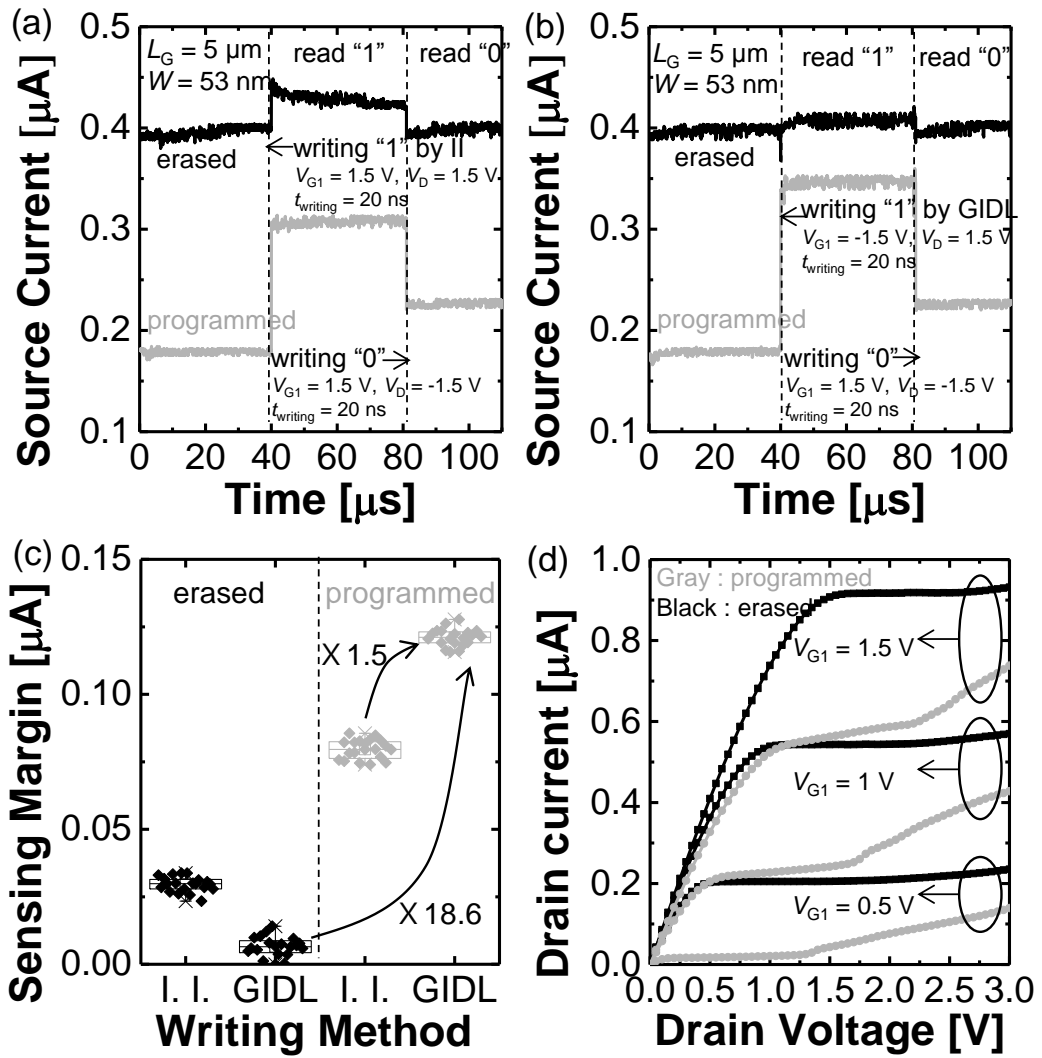 (a)
Source Current [μA]
0.5
0.4
0.3
0.2
0.1
L_G = 5 μm
W = 53 nm
read “1”
read “0”
erased
writing “1” by II
V_G1 = 1.5 V, V_D = 1.5 V
t_writing = 20 ns
programmed
writing “0”
V_G1 = 1.5 V, V_D = -1.5 V
t_writing = 20 ns
0 20 40 60 80 100
Time [μs]
(b)
Source Current [μA]
0.5
0.4
0.3
0.2
0.1
L_G = 5 μm
W = 53 nm
read “1”
read “0”
erased
writing “1” by GIDL
V_G1 = -1.5 V, V_D = 1.5 V
t_writing = 20 ns
programmed
writing “0”
V_G1 = 1.5 V, V_D = -1.5 V
t_writing = 20 ns
0 20 40 60 80 100
Time [μs]
(c)
Sensing Margin [μA]
0.15
0.10
0.05
0.00
erased
programmed
X 1.5
X 18.6
I. I. GIDL I. I. GIDL
Writing Method
(d)
Drain current [μA]
1.0
0.8
0.6
0.4
0.2
0.0
Gray : programmed
Black : erased
V_G1 = 1.5 V
V_G1 = 1 V
V_G1 = 0.5 V
0.0 0.5 1.0 1.5 2.0 2.5 3.0
Drain Voltage [V]